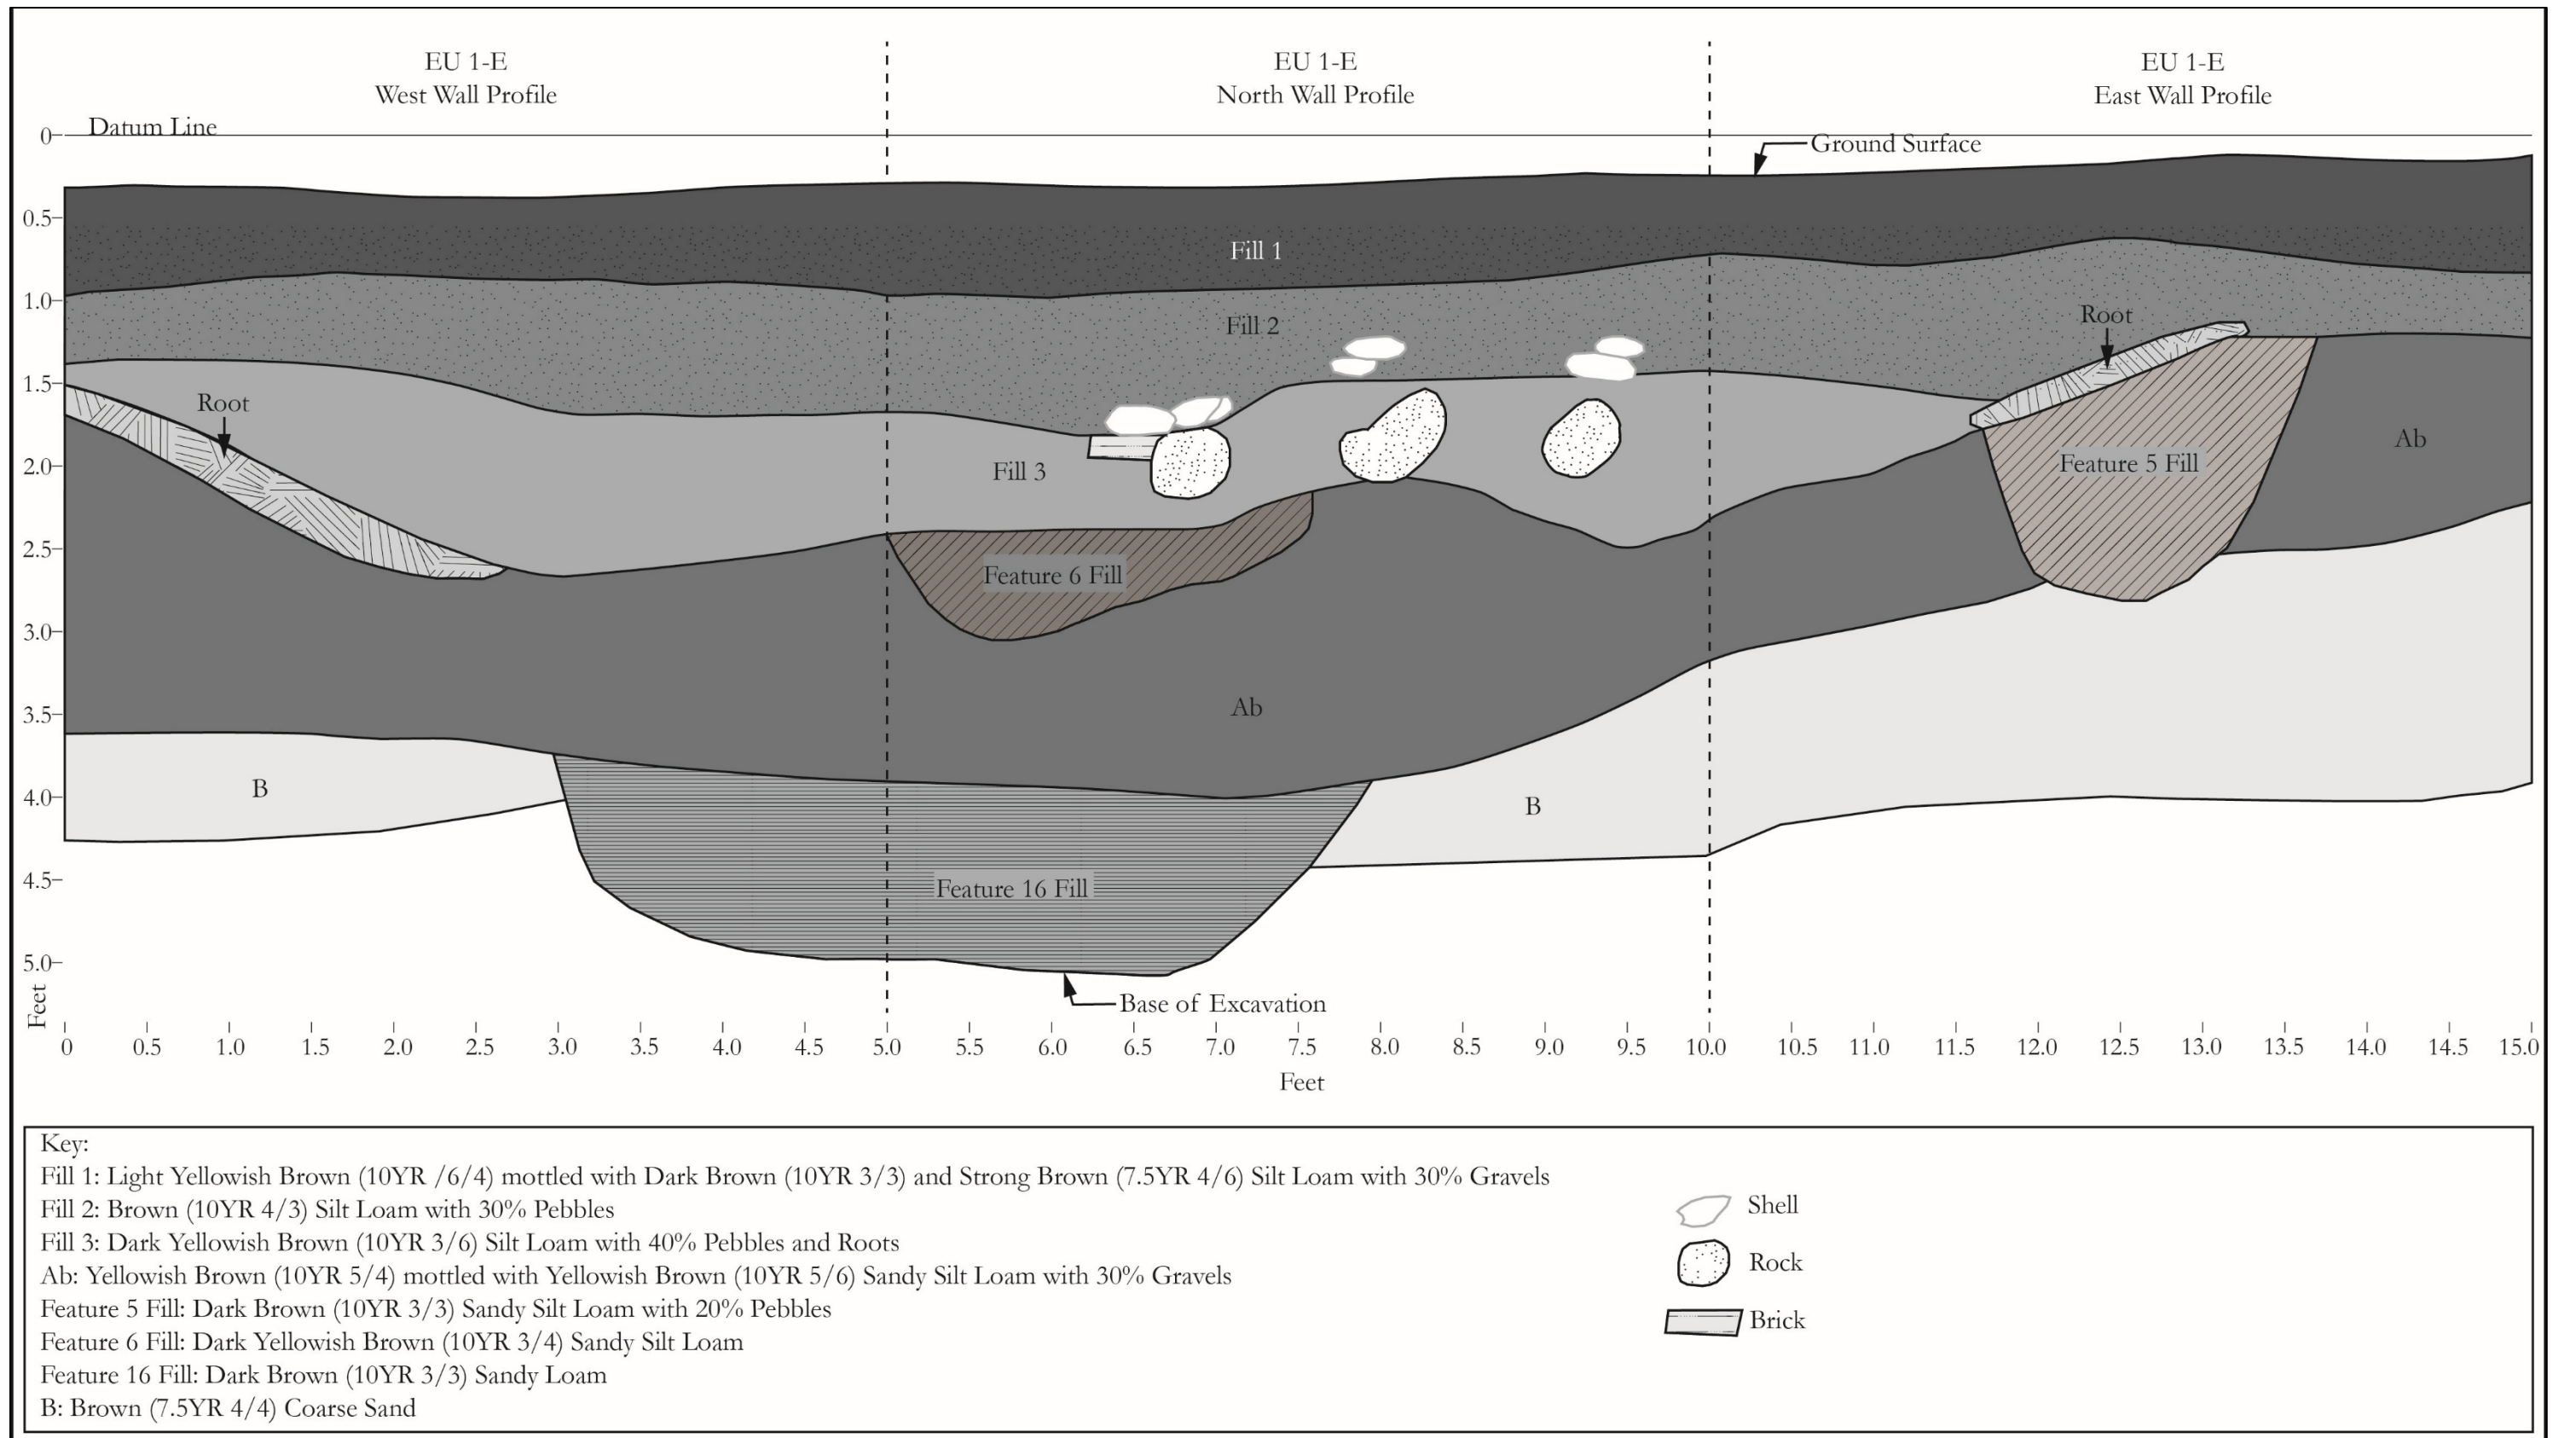 EU 1-E
West Wall Profile
EU 1-E
North Wall Profile
EU 1-E
East Wall Profile
Datum Line
Ground Surface
0
0.5
1.0
1.5
2.0
2.5
3.0
3.5
4.0
4.5
5.0
Feet
Fill 1
Fill 2
Root
Root
Fill 3
Feature 5 Fill
Ab
Feature 6 Fill
Ab
B
B
Feature 16 Fill
Base of Excavation
0 0.5 1.0 1.5 2.0 2.5 3.0 3.5 4.0 4.5 5.0 5.5 6.0 6.5 7.0 7.5 8.0 8.5 9.0 9.5 10.0 10.5 11.0 11.5 12.0 12.5 13.0 13.5 14.0 14.5 15.0
Feet
Key:
Fill 1: Light Yellowish Brown (10YR /6/4) mottled with Dark Brown (10YR 3/3) and Strong Brown (7.5YR 4/6) Silt Loam with 30% Gravels
Fill 2: Brown (10YR 4/3) Silt Loam with 30% Pebbles
Fill 3: Dark Yellowish Brown (10YR 3/6) Silt Loam with 40% Pebbles and Roots
Ab: Yellowish Brown (10YR 5/4) mottled with Yellowish Brown (10YR 5/6) Sandy Silt Loam with 30% Gravels
Feature 5 Fill: Dark Brown (10YR 3/3) Sandy Silt Loam with 20% Pebbles
Feature 6 Fill: Dark Yellowish Brown (10YR 3/4) Sandy Silt Loam
Feature 16 Fill: Dark Brown (10YR 3/3) Sandy Loam
B: Brown (7.5YR 4/4) Coarse Sand
Shell
Rock
Brick